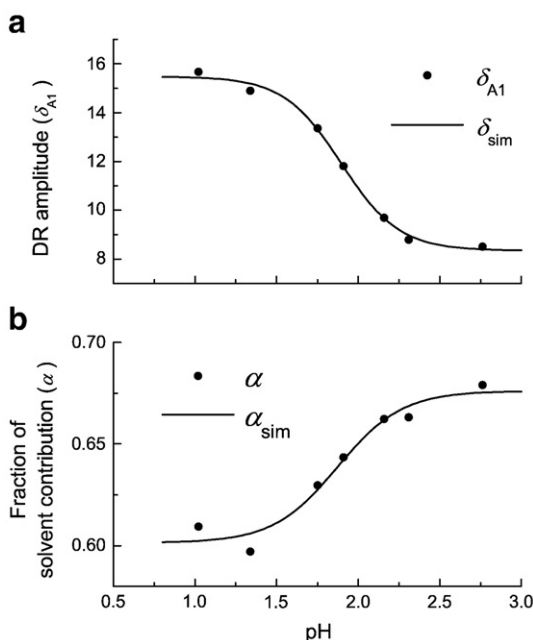 a
16
14
12
10
8
DR amplitude (δA1)
δA1
δsim
b
0.70
0.65
0.60
Fraction of
solvent contribution (α)
α
αsim
0.5 1.0 1.5 2.0 2.5 3.0
pH